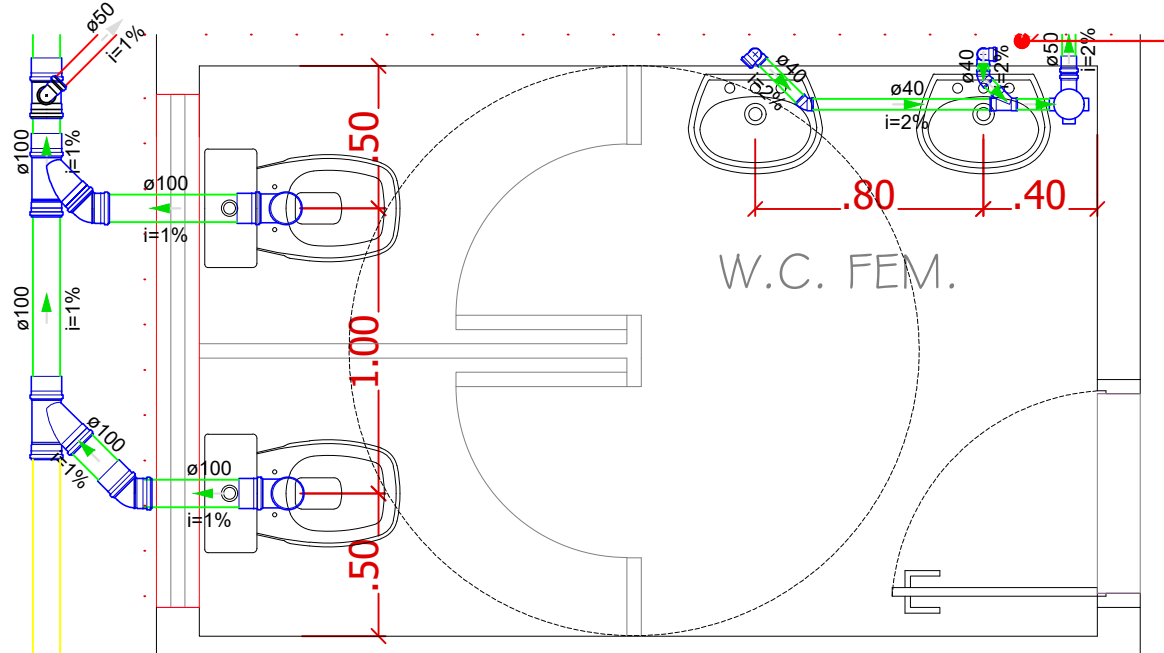 ø50
i=1%
ø100
i=1%
ø100
i=1%
ø100
i=1%
ø100
i=1%
ø100
i=1%
.50
1.00
.50
ø40
i=2%
ø40
i=2%
ø40
i=2%
ø50
i=2%
.80
.40
W.C. FEM.